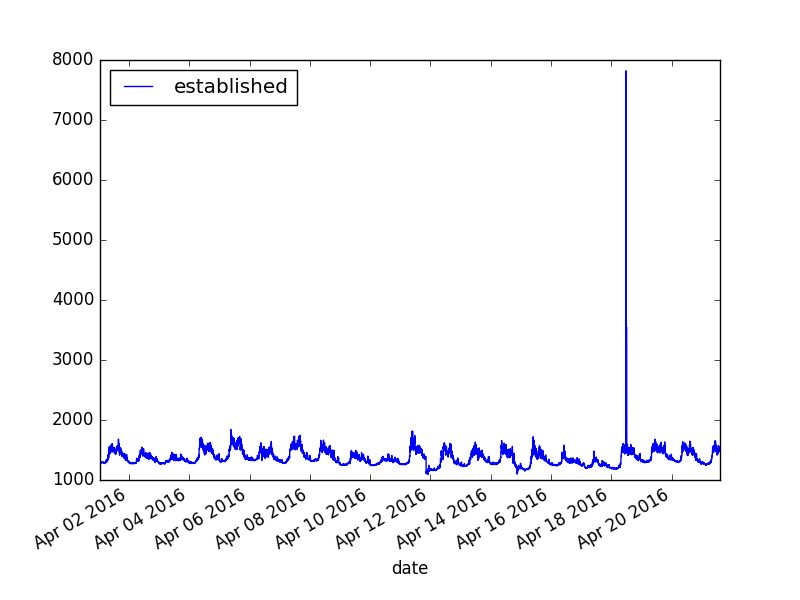 8000
established
7000
6000
5000
4000
3000
2000
1000
Apr 02 2016
Apr 04 2016
Apr 06 2016
Apr 08 2016
Apr 10 2016
Apr 12 2016
Apr 14 2016
Apr 16 2016
Apr 18 2016
Apr 20 2016
date